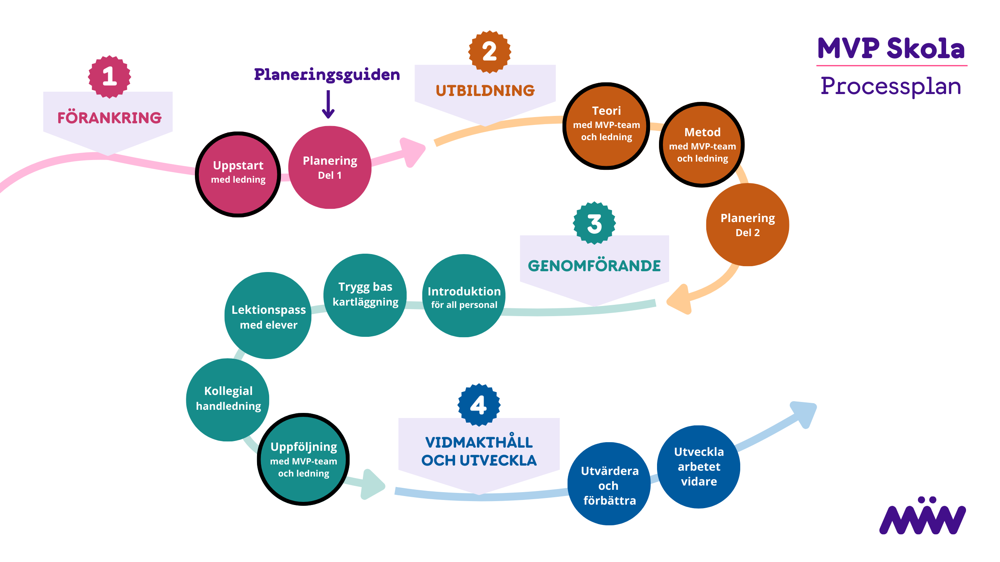 MVP Skola
Processplan
1
FÖRANKRING
Uppstart
med ledning
Planeringsguiden
Planering
Del 1
2
UTBILDNING
Teori
med MVP-team
och ledning
Metod
med MVP-team
och ledning
Planering
Del 2
3
GENOMFÖRANDE
Introduktion
för all personal
Trygg bas
kartläggning
Lektionspass
med elever
Kollegial
handledning
Uppföljning
med MVP-team
och ledning
4
VIDMAKTHÅLL
OCH UTVECKLA
Utvärdera
och
förbättra
Utveckla
arbetet
vidare